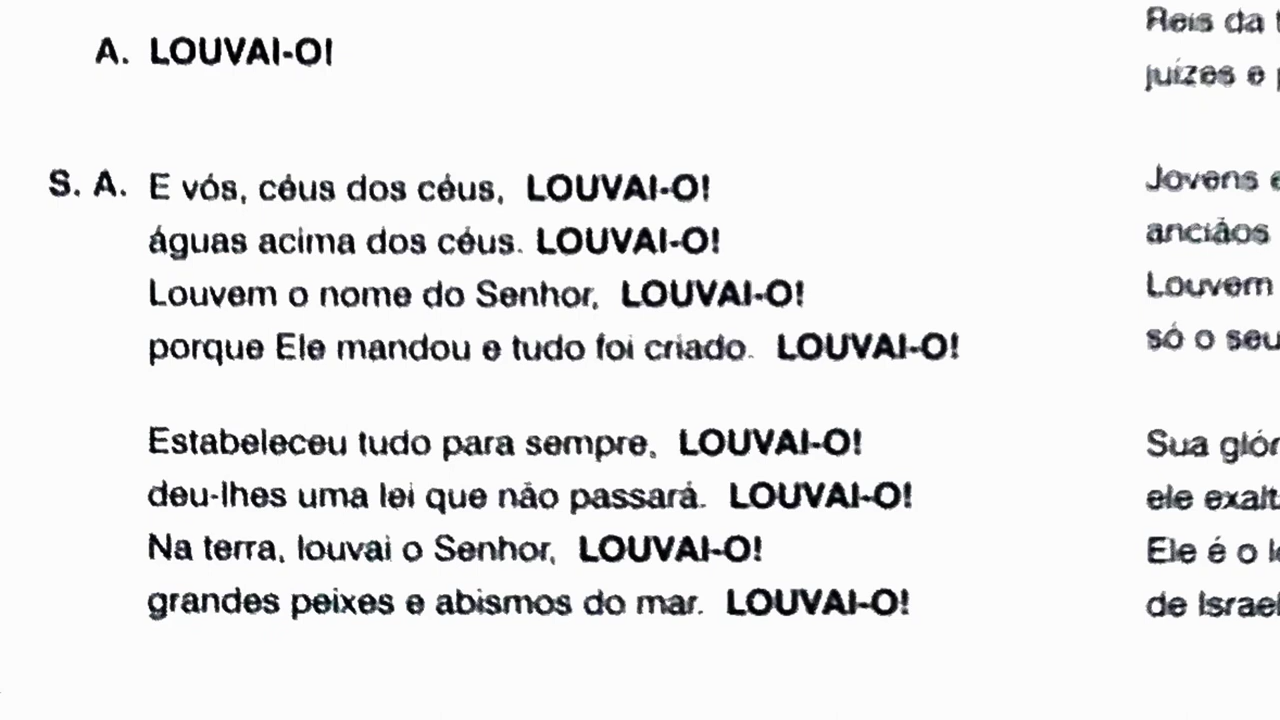 A. LOUVAI-O!
S. A. E vós, céus dos céus, LOUVAI-O!
águas acima dos céus. LOUVAI-O!
Louvem o nome do Senhor, LOUVAI-O!
porque Ele mandou e tudo foi criado. LOUVAI-O!
Estabeleceu tudo para sempre, LOUVAI-O!
deu-lhes uma lei que não passará. LOUVAI-O!
Na terra, louvai o Senhor, LOUVAI-O!
grandes peixes e abismos do mar. LOUVAI-O!
Reis da
juízes e
Jovens
anciãos
Louvem
só o seu
Sua
ele
Ele é o
de Israel